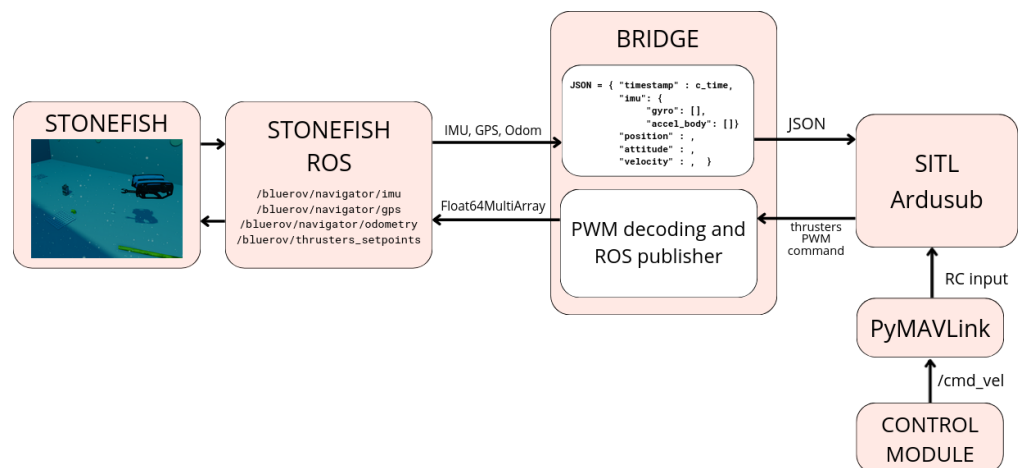 STONEFISH
STONEFISH
ROS
/bluerov/navigator/imu
/bluerov/navigator/gps
/bluerov/navigator/odometry
/bluerov/thrusters_setpoints
IMU, GPS, Odom
Float64MultiArray
BRIDGE
JSON = { "timestamp" : c_time,
"imu": {
"gyro": [],
"accel_body": []}
"position" : ,
"attitude" : ,
"velocity" : , }
PWM decoding and
ROS publisher
JSON
thrusters
PWM
command
SITL
Ardusub
RC input
PyMAVLink
/cmd_vel
CONTROL
MODULE